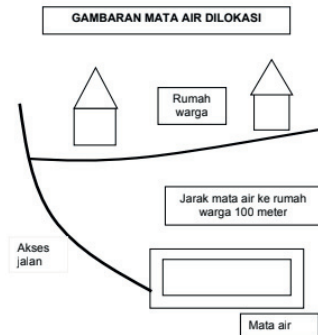 GAMBARAN MATA AIR DILOKASI
Rumah
warga
Jarak mata air ke rumah
warga 100 meter
Akses
jalan
Mata air